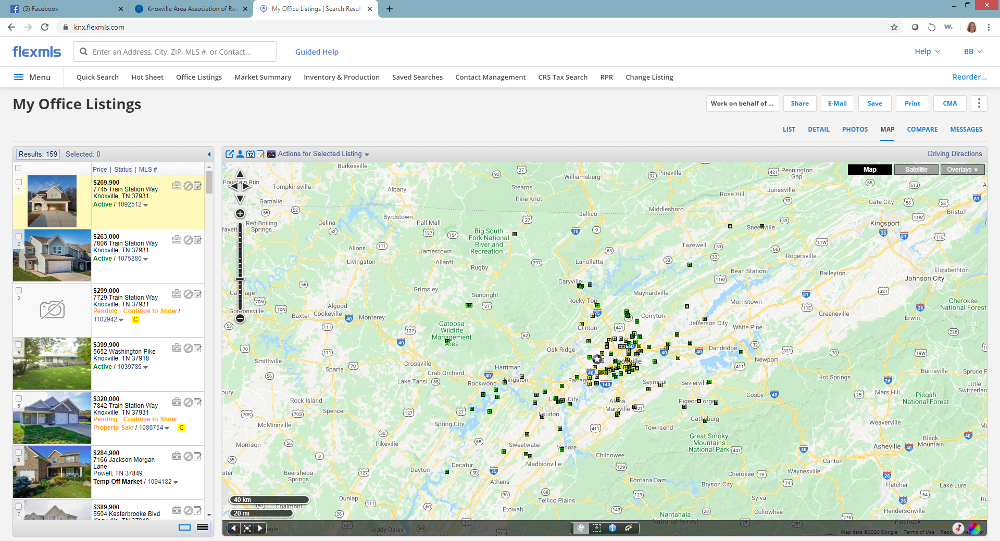 (5) Facebook
Knoxville Area Association of Rea
My Office Listings | Search Result
knx.flexmls.com
w.
flexmls
Enter an Address, City, ZIP, MLS #, or Contact...
Guided Help
Help
BB
Menu
Quick Search
Hot Sheet
Office Listings
Market Summary
Inventory & Production
Saved Searches
Contact Management
CRS Tax Search
RPR
Change Listing
Reorder...
My Office Listings
Work on behalf of ...
Share
E-Mail
Save
Print
CMA
LIST
DETAIL
PHOTOS
MAP
COMPARE
MESSAGES
Results: 159
Selected: 0
Price | Status | MLS #
1
$269,900
7745 Train Station Way
Knoxville, TN 37931
Active / 1092512
2
$263,000
7806 Train Station Way
Knoxville, TN 37931
Active / 1075880
3
$299,000
7729 Train Station Way
Knoxville, TN 37931
Pending - Continue to Show /
1102942
C
4
$399,900
5652 Washington Pike
Knoxville, TN 37918
Active / 1039785
5
$320,000
7842 Train Station Way
Knoxville, TN 37931
Pending - Continue to Show -
Property Sale / 1086754
C
6
$284,900
7166 Jackson Morgan
Lane
Powell, TN 37849
Temp Off Market / 1094182
7
$389,900
5504 Kesterbrooke Blvd
Knoxville, TN 37918
12
Actions for Selected Listing
Driving Directions
Map
Satellite
Overlays
Burkesville
Williamsburg
Pineville
Pennington
Gap
Fountain Run
Tompkinsville
Albany
Stearns
Rose Hill
Jonesville
Gamaliel
Pine Knot
Middlesboro
Gate City
Bristol
Red Boiling
Springs
Celina
Byrdstown
Pall Mall
Jellico
Kingsport
Big South
Fork National
River and
Recreation...
Tazewell
Allons
Jamestown
Livingston
Allardt
Rugby
LaFollette
Rogersville
Bean Station
Baileyton
Elizabethton
Johnson City
Caryville
Grimsley
Sunbright
Rocky Top
Maynardville
Morristown
Cherokee
National Forest
Algood
Baxter
Cookeville
Monterey
Corryton
Greeneville
Erwin
Catoosa
Wildlife
Management
Area
Clinton
Jefferson City
White Pine
Oak Ridge
Dandridge
Newport
Smithville
Crossville
Sparta
Harriman
Crab Orchard
Lake Tansi
Rockwood
Kingston
Farragut
Seymour
Sevierville
Hot Springs
Burnsville
Spruce P
Little
Switzerlan
Mars Hill
Pisgah
National Forest
Cosby
Rock Island
Spencer
Loudon
Alcoa
Maryville
Pigeon Forge
Gatlinburg
McMinnville
Spring City
Townsend
Great Smoky
Mountains
National Park
Weaverville
Black
Mountain
Asheville
Morrison
Pikeville
Sweetwater
Vonore
Chilhowee
Madisonville
Canton
Decatur
Dayton
Beersheba
Springs
Athens
Fontana Dam
Cherokee
Waynesville
Bryson City
Fletcher
Lake Lure
Sylva
Dunlap
Coalmont
Tellico Plains
Etowah
Cullowhee
Hendersonville
Nantahala
National Forest
Flat Rock
Soddy-Daisy
40 km
20 mi
Map data ©2020 Google
Terms of Use